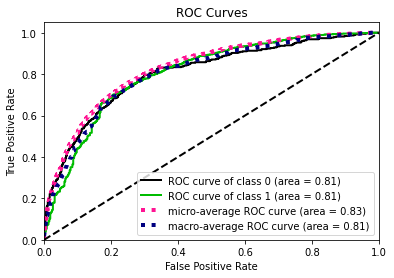 ROC Curves
True Positive Rate
1.0
0.8
0.6
0.4
0.2
0.0
ROC curve of class 0 (area = 0.81)
ROC curve of class 1 (area = 0.81)
micro-average ROC curve (area = 0.83)
macro-average ROC curve (area = 0.81)
0.0 0.2 0.4 0.6 0.8 1.0
False Positive Rate